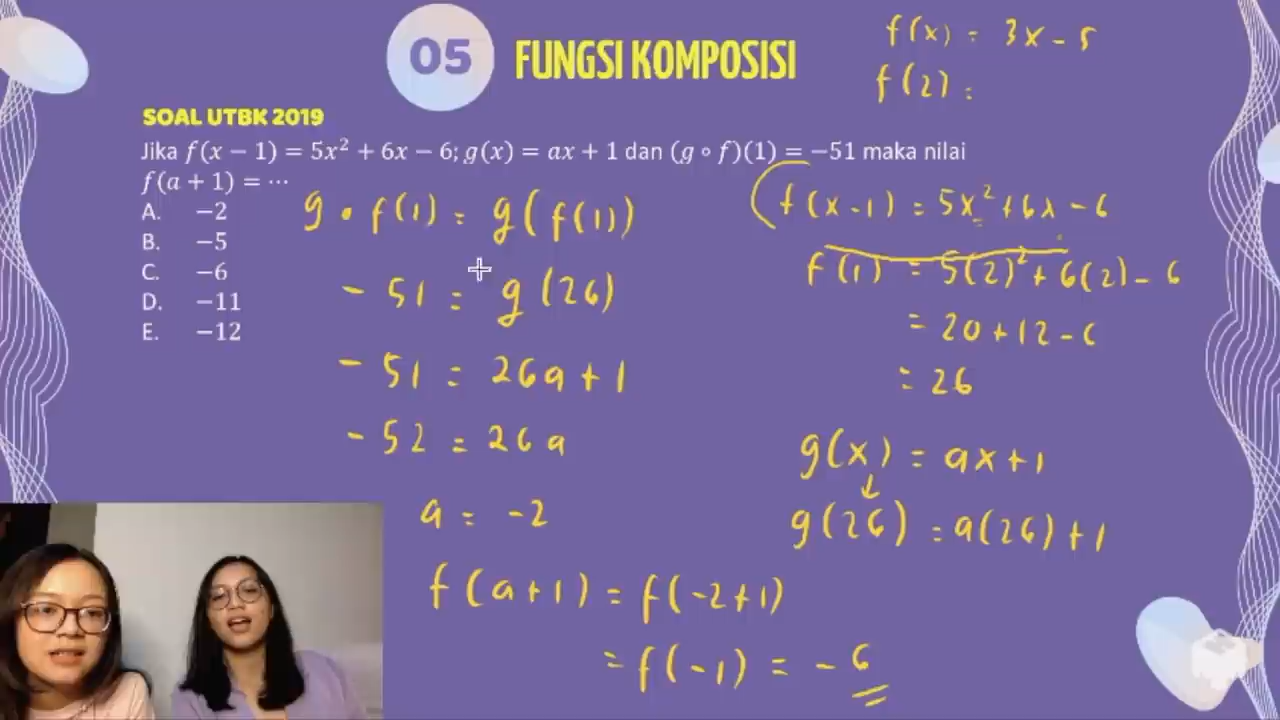 05 FUNGSI KOMPOSISI
f(x) = 3x - 5
f(2) =
SOAL UTBK 2019
Jika f(x − 1) = 5x² + 6x − 6; g(x) = ax + 1 dan (g ∘ f)(1) = −51 maka nilai
f(a + 1) = ⋯
A. −2
B. −5
C. −6
D. −11
E. −12
g ∘ f(1) = g(f(1))
- 51 = g(26)
- 51 = 26a + 1
- 52 = 26a
a = -2
f(a+1) = f(-2+1)
= f(-1) = -6
f(x-1) = 5x² + 6x - 6
f(1) = 5(2)² + 6(2) - 6
= 20 + 12 - 6
= 26
g(x) = ax + 1
g(26) = a(26) + 1